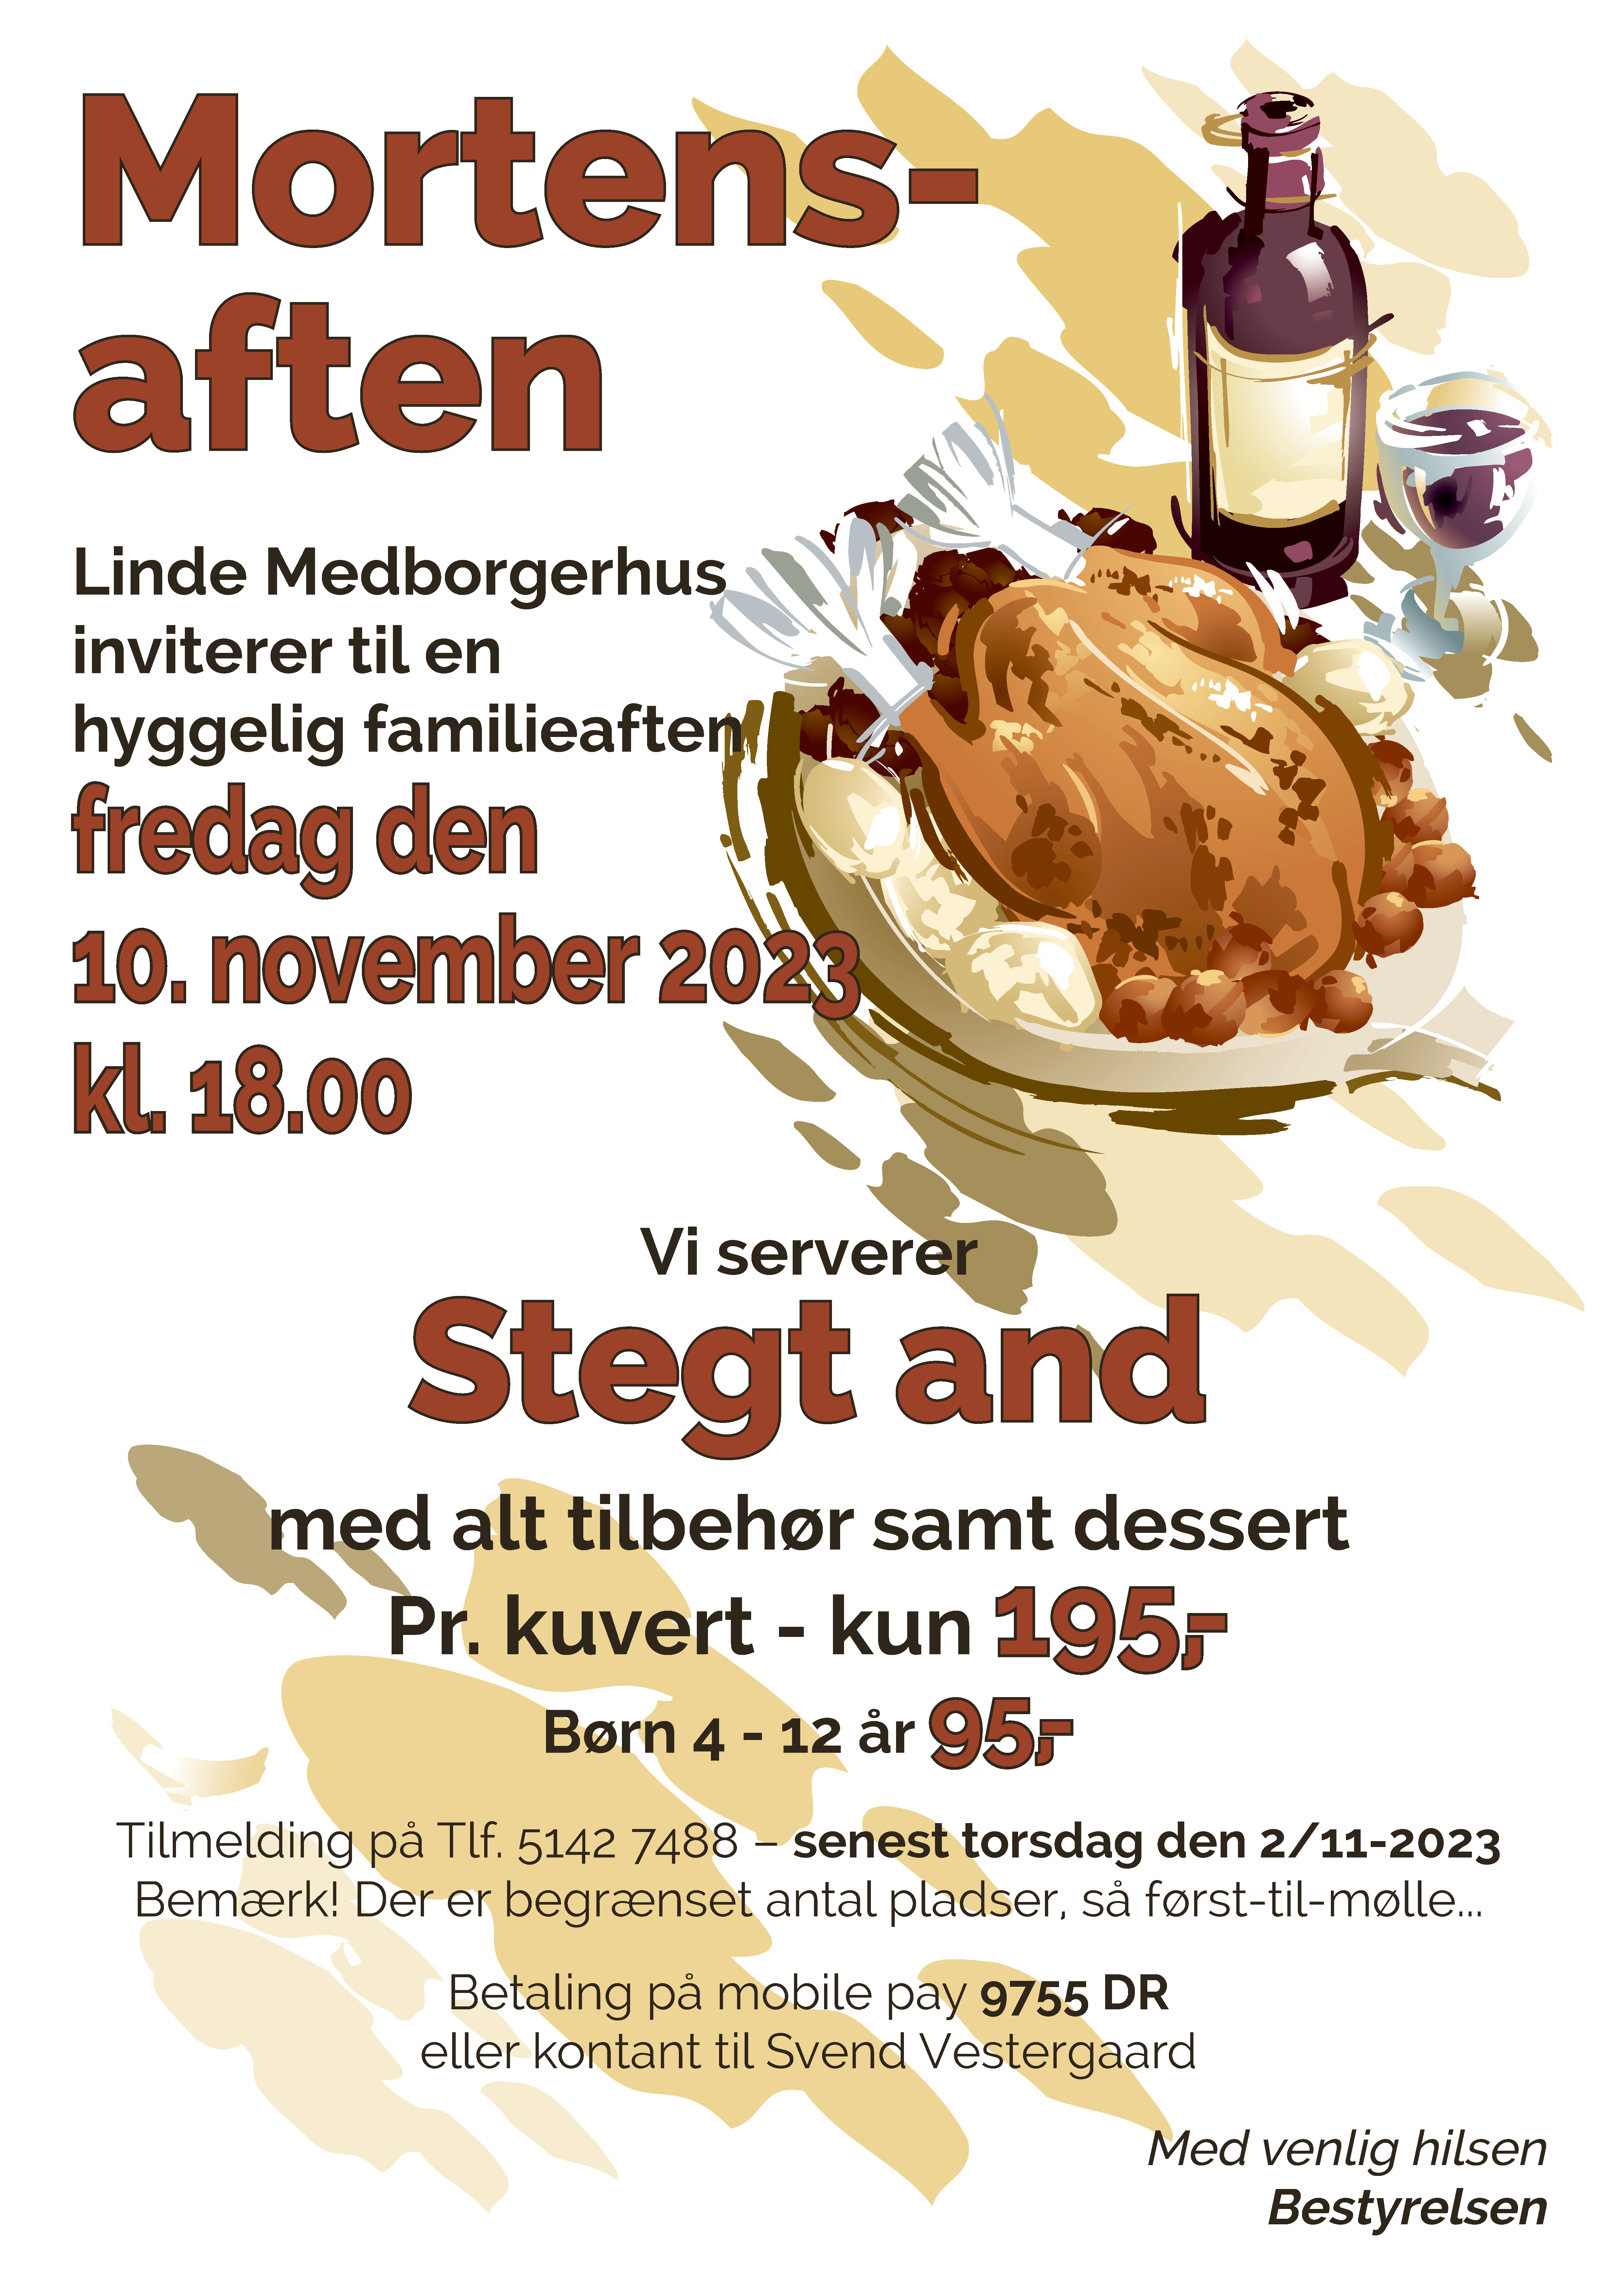 Mortens-
aften
Linde Medborgerhus
inviterer til en
hyggelig familieaften
fredag den
10. november 2023
kl. 18.00
Vi serverer
Stegt and
med alt tilbehør samt dessert
Pr. kuvert - kun 195,-
Børn 4 - 12 år 95,-
Tilmelding på Tlf. 5142 7488 – senest torsdag den 2/11-2023
Bemærk! Der er begrænset antal pladser, så først-til-mølle...
Betaling på mobile pay 9755 DR
eller kontant til Svend Vestergaard
Med venlig hilsen
Bestyrelsen